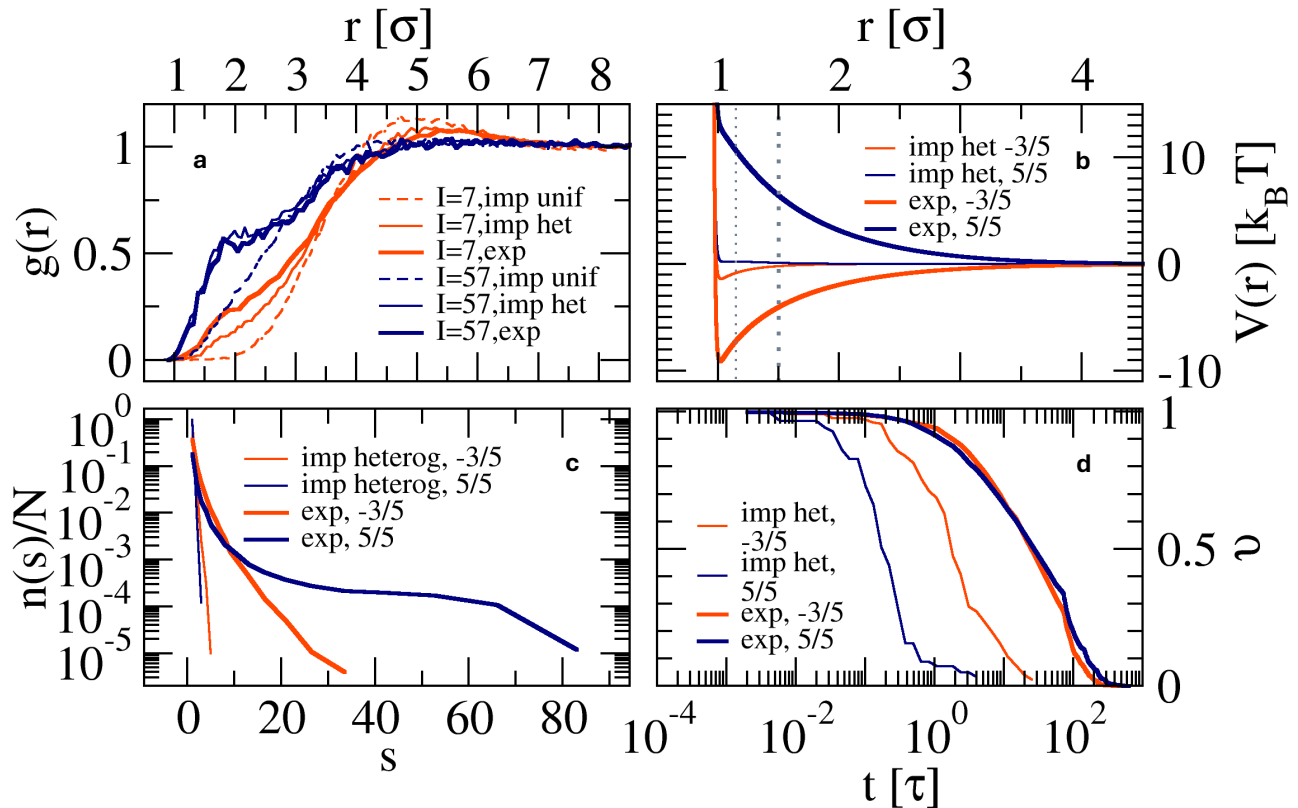 r [σ]
r [σ]
1 2 3 4 5 6 7 8
1 2 3 4
1
0.5
0
g(r)
a
I=7,imp unif
I=7,imp het
I=7,exp
I=57,imp unif
I=57,imp het
I=57,exp
b
imp het -3/5
imp het, 5/5
exp, -3/5
exp, 5/5
10
0
-10
V(r) [k_BT]
10^0
10^-1
10^-2
10^-3
10^-4
10^-5
n(s)/N
c
imp heterog, -3/5
imp heterog, 5/5
exp, -3/5
exp, 5/5
d
imp het,
-3/5
imp het,
5/5
exp, -3/5
exp, 5/5
1
0.5
0
υ
0 20 40 60 80
s
10^-4 10^-2 10^0 10^2
t [τ]